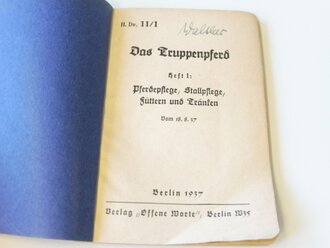 H. Dv. 11/1
Das Truppenpferd
Heft 1:
Pferdepflege, Stallpflege,
Füttern und Tränken
Vom 18. 8. 37
Berlin 1937
Verlag „Offene Worte“, Berlin W35